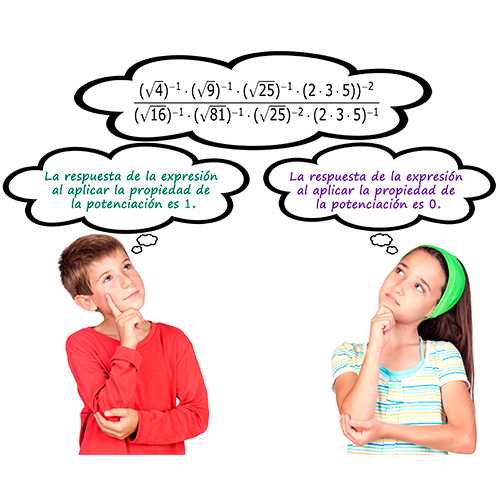 (√4)⁻¹ · (√9)⁻¹ · (√25)⁻¹ · (2 · 3 · 5))⁻²
(√16)⁻¹ · (√81)⁻¹ · (√25)⁻² · (2 · 3 · 5)⁻¹
La respuesta de la expresión
al aplicar la propiedad de
la potenciación es 1.
La respuesta de la expresión
al aplicar la propiedad de
la potenciación es 0.